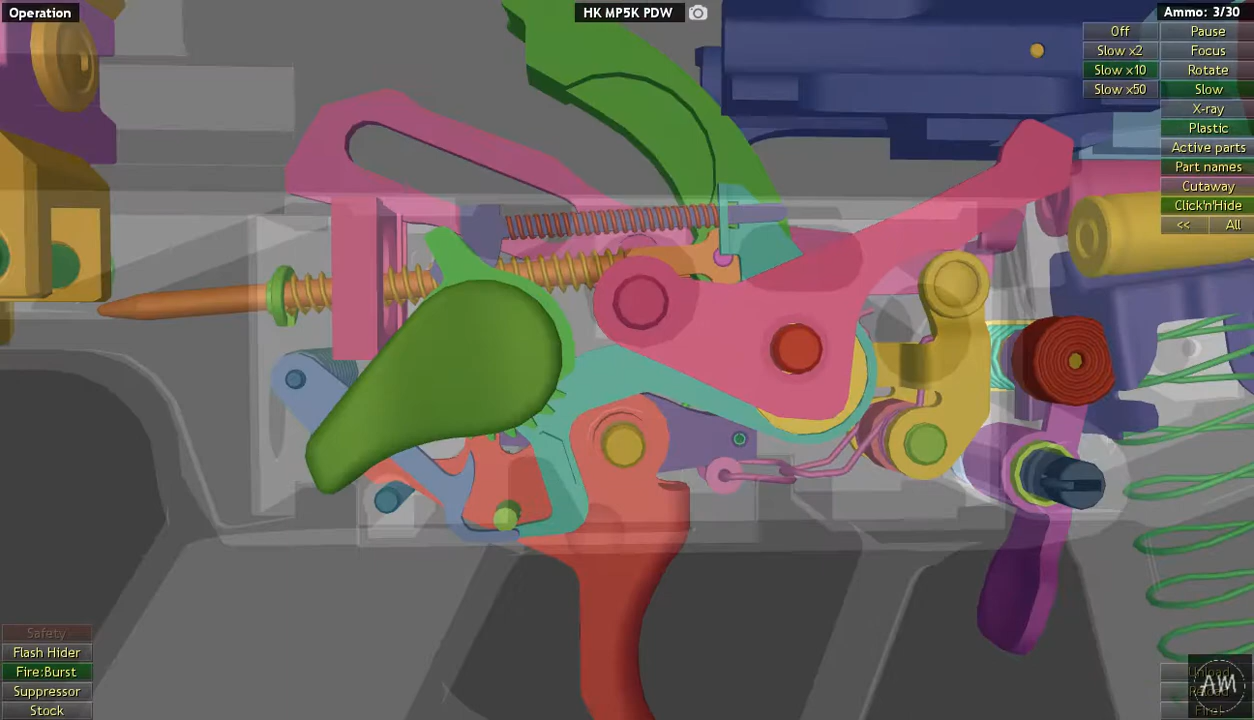 Operation
HK MP5K PDW
Ammo: 3/30
Off
Pause
Slow x2
Focus
Slow x10
Rotate
Slow x50
Slow
X-ray
Plastic
Active parts
Part names
Cutaway
Click'n'Hide
<<
All
Safety
Flash Hider
Fire:Burst
Suppressor
Stock
AM